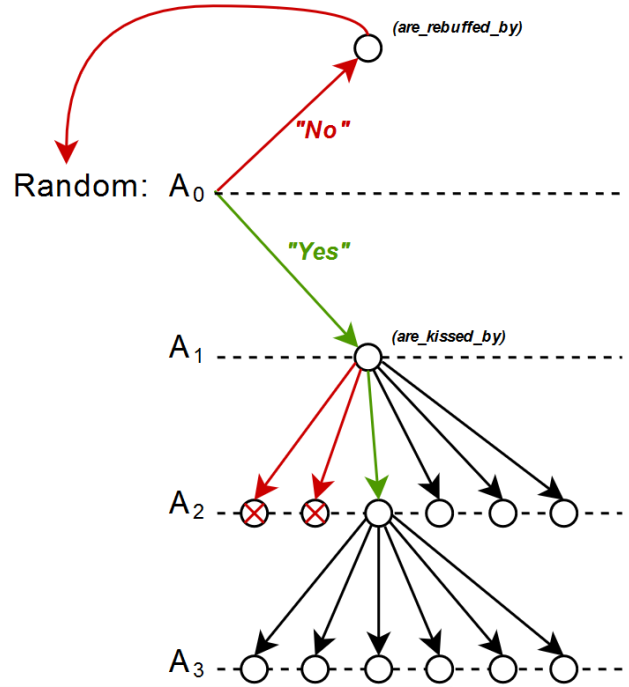 (are_rebuffed_by)
"No"
Random: A0
"Yes"
(are_kissed_by)
A1
A2
A3